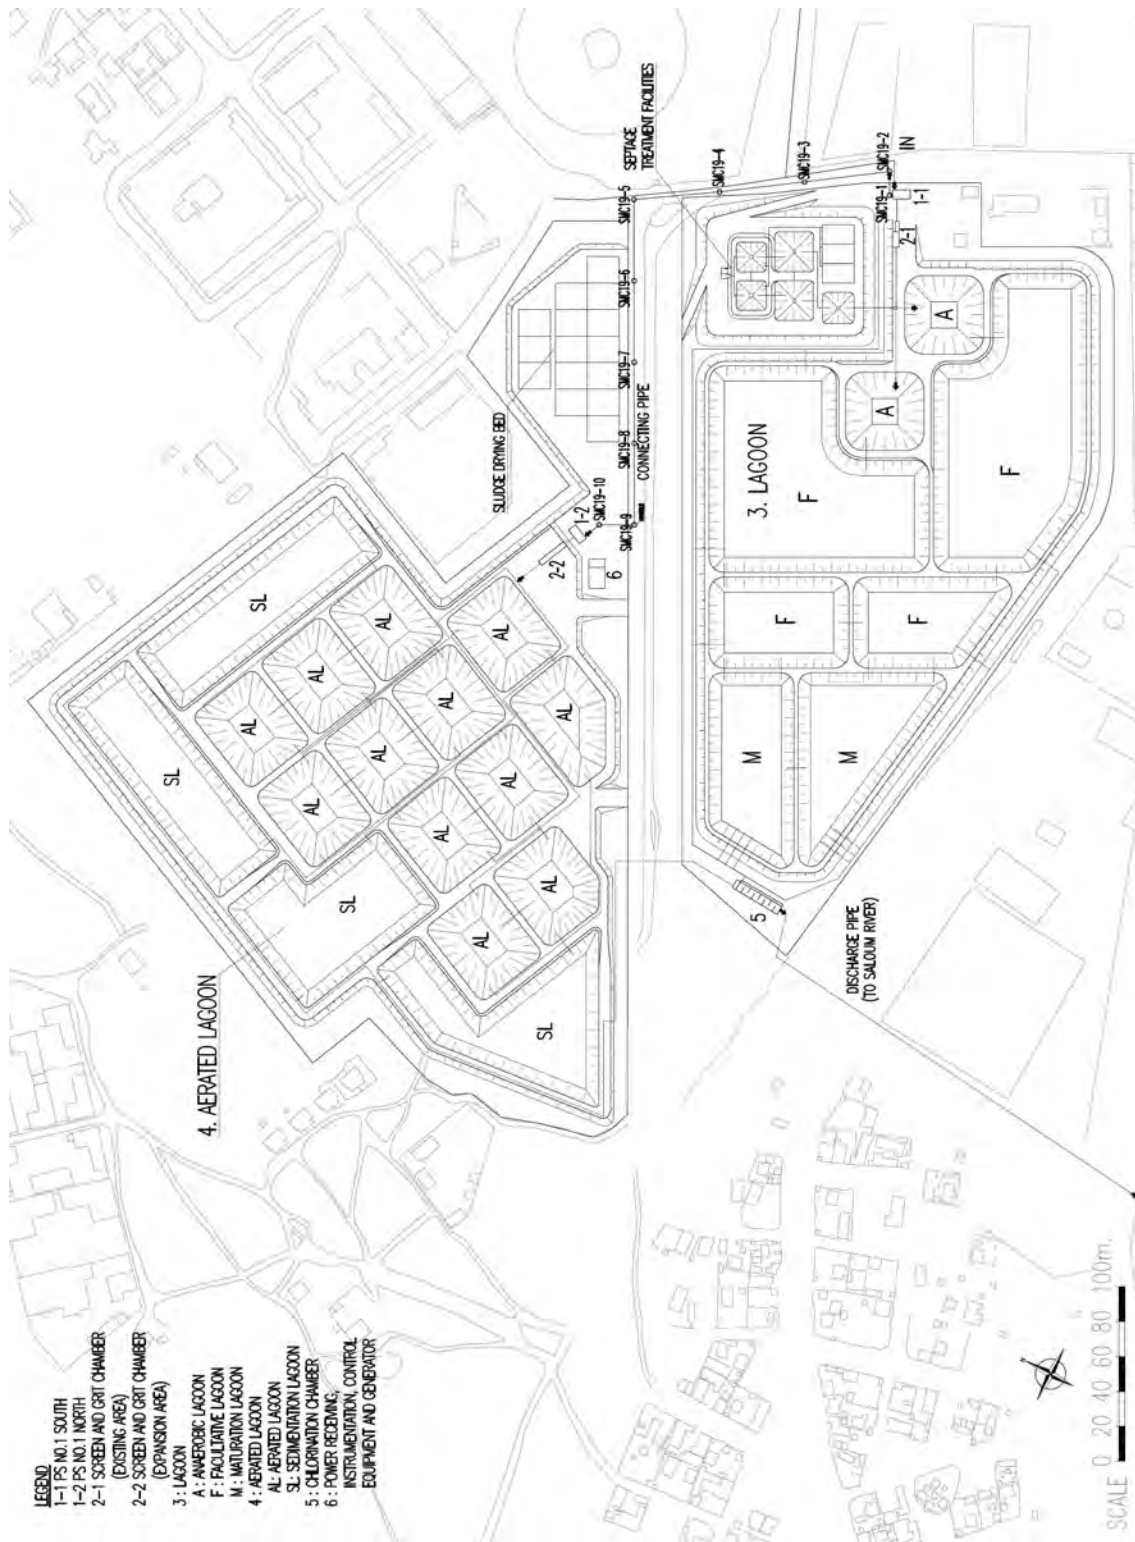 LEGEND
1-1 PS NO.1 SOUTH
1-2 PS NO.1 NORTH
2-1 SCREEN AND GRIT CHAMBER
(EXISTING AREA)
2-2 SCREEN AND GRIT CHAMBER
(EXPANSION AREA)
3 : LAGOON
A : ANAEROBIC LAGOON
F : FACULTATIVE LAGOON
M : MATURATION LAGOON
4 : AERATED LAGOON
AL: AERATED LAGOON
SL: SEDIMENTATION LAGOON
5 : CHLORINATION CHAMBER
6 : POWER RECEIVING,
INSTRUMENTATION, CONTROL
EQUIPMENT AND GENERATOR
4. AERATED LAGOON
SL
SL
SL
SL
AL
AL
AL
AL
AL
AL
AL
AL
AL
AL
AL
AL
2-2
1-2
6
SLUDGE DRYING BED
SMC19-10
SMC19-9
SMC19-8
SMC19-7
SMC19-6
SMC19-5
CONNECTING PIPE
SEPTAGE
TREATMENT FACILITIES
SMC19-4
SMC19-3
SMC19-2
SMC19-1
IN
1-1
2-1
3. LAGOON
F
F
F
F
A
A
M
M
5
DISCHARGE PIPE
(TO SALOUM RIVER)
SCALE 0 20 40 60 80 100m.